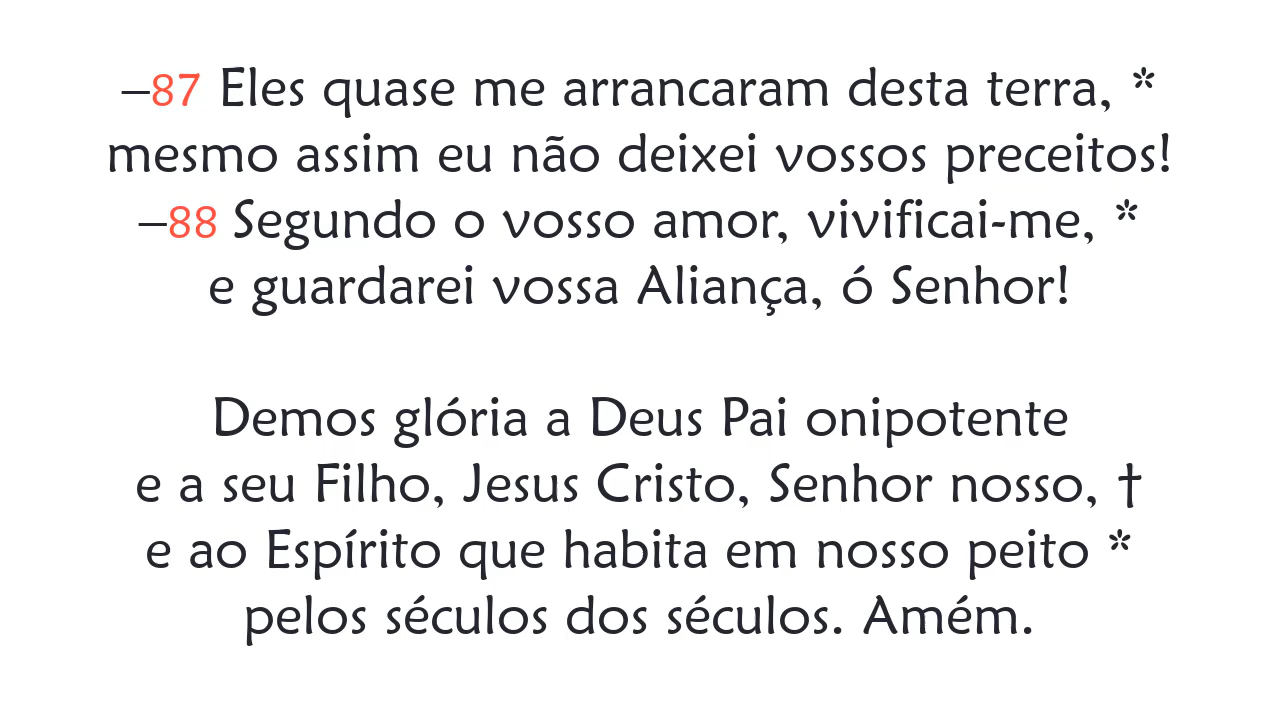 –87 Eles quase me arrancaram desta terra, *
mesmo assim eu não deixei vossos preceitos!
–88 Segundo o vosso amor, vivificai-me, *
e guardarei vossa Aliança, ó Senhor!
Demos glória a Deus Pai onipotente
e a seu Filho, Jesus Cristo, Senhor nosso, †
e ao Espírito que habita em nosso peito *
pelos séculos dos séculos. Amém.